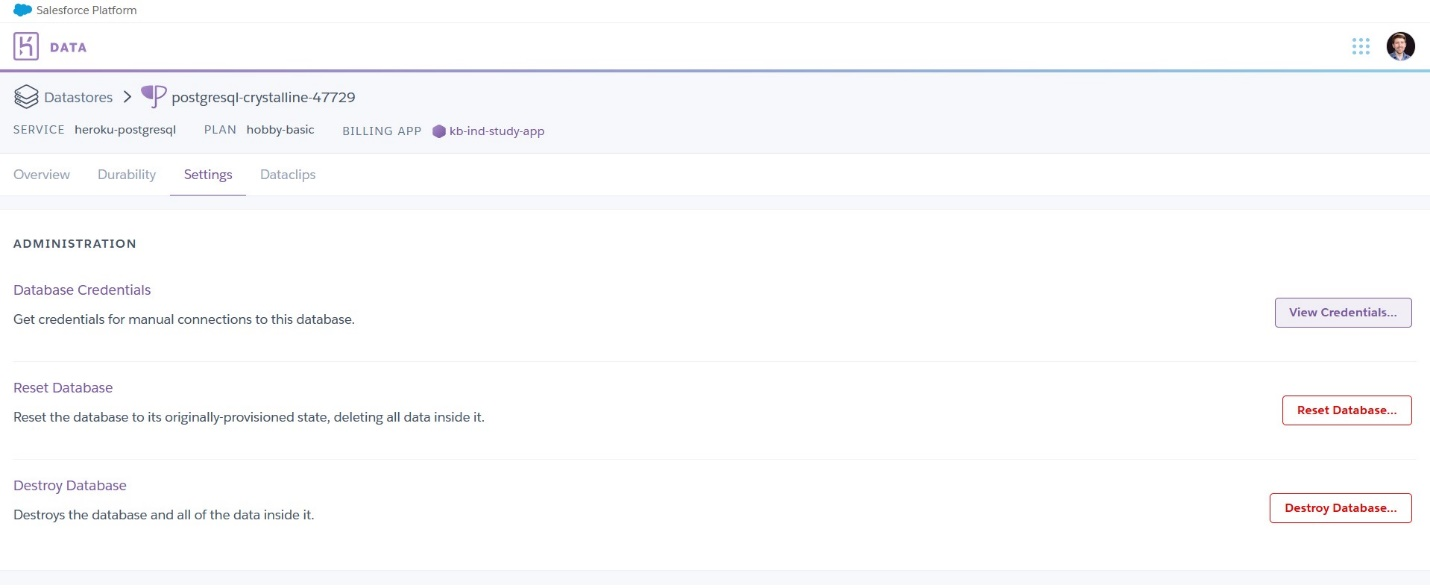 Salesforce Platform
DATA
Datastores > postgresql-crystalline-47729
SERVICE heroku-postgresql PLAN hobby-basic BILLING APP kb-ind-study-app
Overview Durability Settings Dataclips
ADMINISTRATION
Database Credentials
Get credentials for manual connections to this database.
View Credentials...
Reset Database
Reset the database to its originally-provisioned state, deleting all data inside it.
Reset Database...
Destroy Database
Destroys the database and all of the data inside it.
Destroy Database...